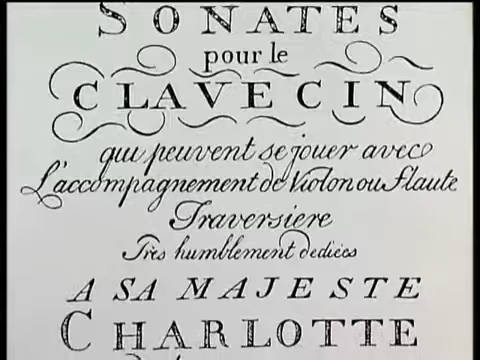 SONATES
pour le
CLAVECIN
qui peuvent se jouer avec
L'accompagnement de Violon ou Flaute
Traversiere
Très humblement dediées
A SA MAJESTE
CHARLOTTE